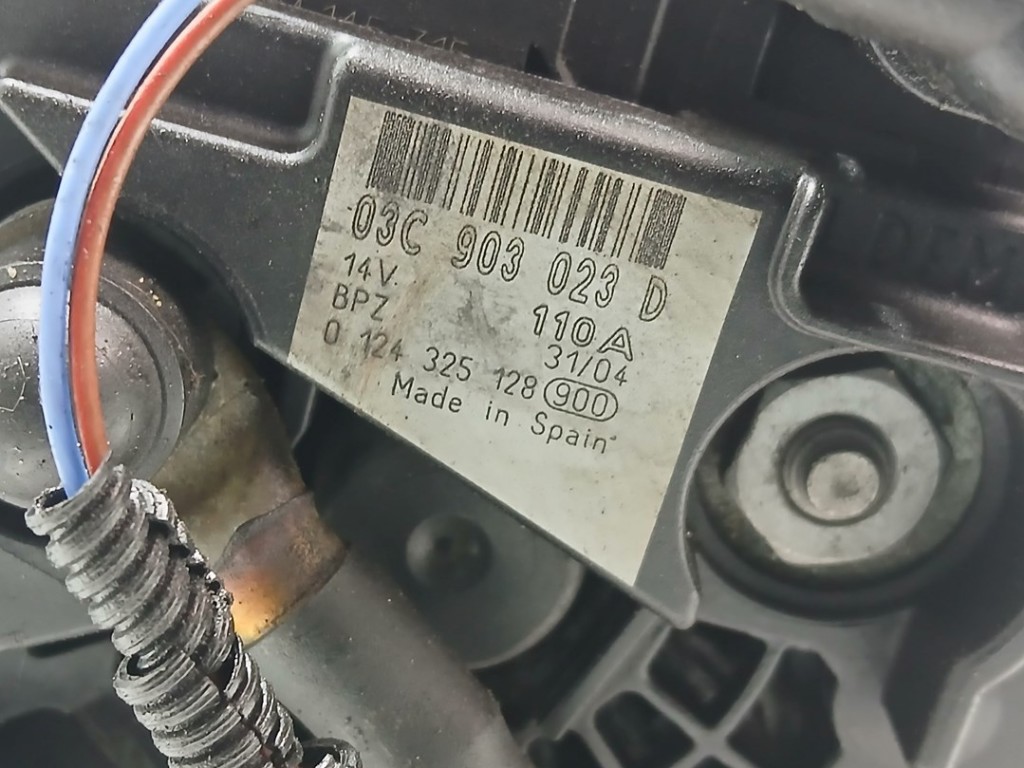 03C 903 023 D
14V. 110A
BPZ 31/04
0 124 325 128 900
Made in Spain